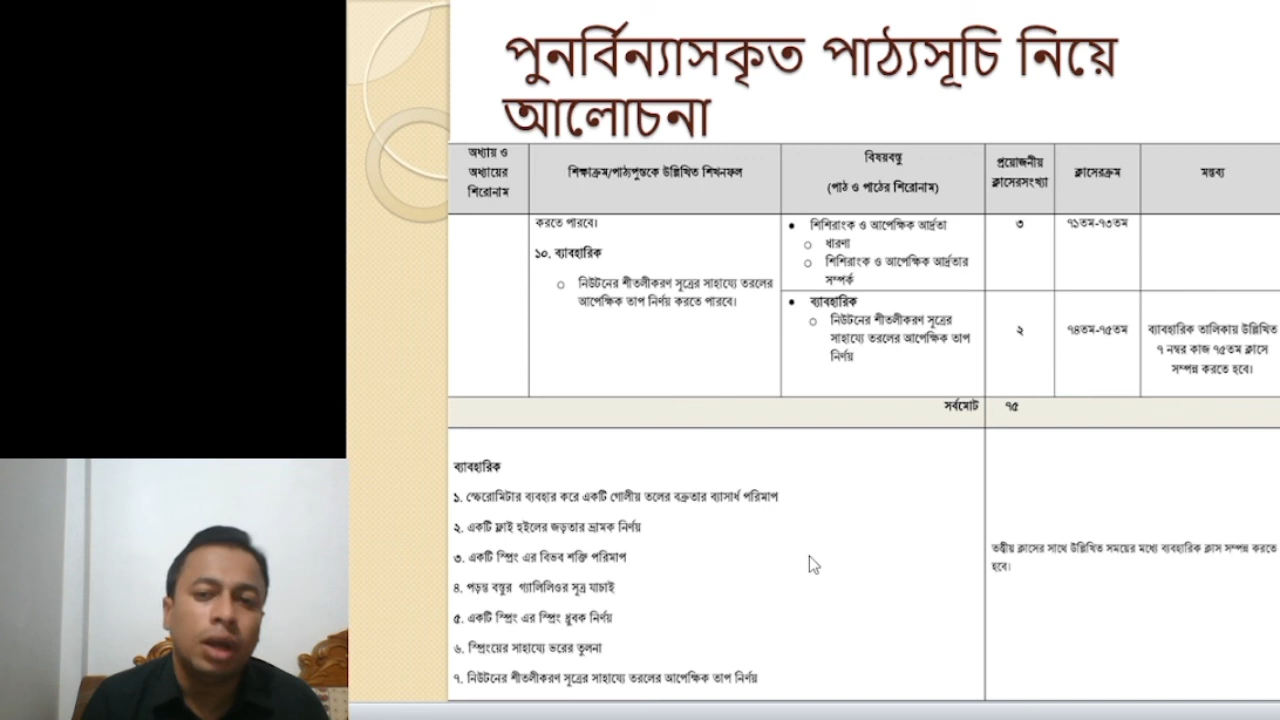 পুনর্বিন্যাসকৃত পাঠ্যসূচি নিয়ে
আলোচনা
অধ্যায় ও
অধ্যায়ের
শিরোনাম
শিক্ষাক্রম/পাঠ্যপুস্তকে উল্লিখিত শিখনফল
বিষয়বস্তু
(পাঠ ও পাঠের শিরোনাম)
প্রয়োজনীয়
ক্লাসেরসংখ্যা
ক্লাসেরক্রম
মন্তব্য
করতে পারবে।
১০. ব্যাবহারিক
নিউটনের শীতলীকরণ সূত্রের সাহায্যে তরলের
আপেক্ষিক তাপ নির্ণয় করতে পারবে।
শিশিরাংক ও আপেক্ষিক আর্দ্রতা
ধারণা
শিশিরাংক ও আপেক্ষিক আর্দ্রতার
সম্পর্ক
৩
৭১তম-৭৩তম
ব্যাবহারিক
নিউটনের শীতলীকরণ সূত্রের
সাহায্যে তরলের আপেক্ষিক তাপ
নির্ণয়
২
৭৪তম-৭৫তম
ব্যাবহারিক তালিকায় উল্লিখিত
৭ নম্বর কাজ ৭৫তম ক্লাসে
সম্পন্ন করতে হবে।
সর্বমোট
৭৫
ব্যাবহারিক
১. স্ফেরোমিটার ব্যবহার করে একটি গোলীয় তলের বক্রতার ব্যাসার্ধ পরিমাপ
২. একটি ফ্লাই হুইলের জড়তার ভ্রামক নির্ণয়
৩. একটি স্প্রিং এর বিভব শক্তি পরিমাপ
৪. পড়ন্ত বস্তুর গ্যালিলিওর সূত্র যাচাই
৫. একটি স্প্রিং এর স্প্রিং ধ্রুবক নির্ণয়
৬. স্প্রিংয়ের সাহায্যে ভরের তুলনা
৭. নিউটনের শীতলীকরণ সূত্রের সাহায্যে তরলের আপেক্ষিক তাপ নির্ণয়
তত্ত্বীয় ক্লাসের সাথে উল্লিখিত সময়ের মধ্যে ব্যবহারিক ক্লাস সম্পন্ন করতে
হবে।